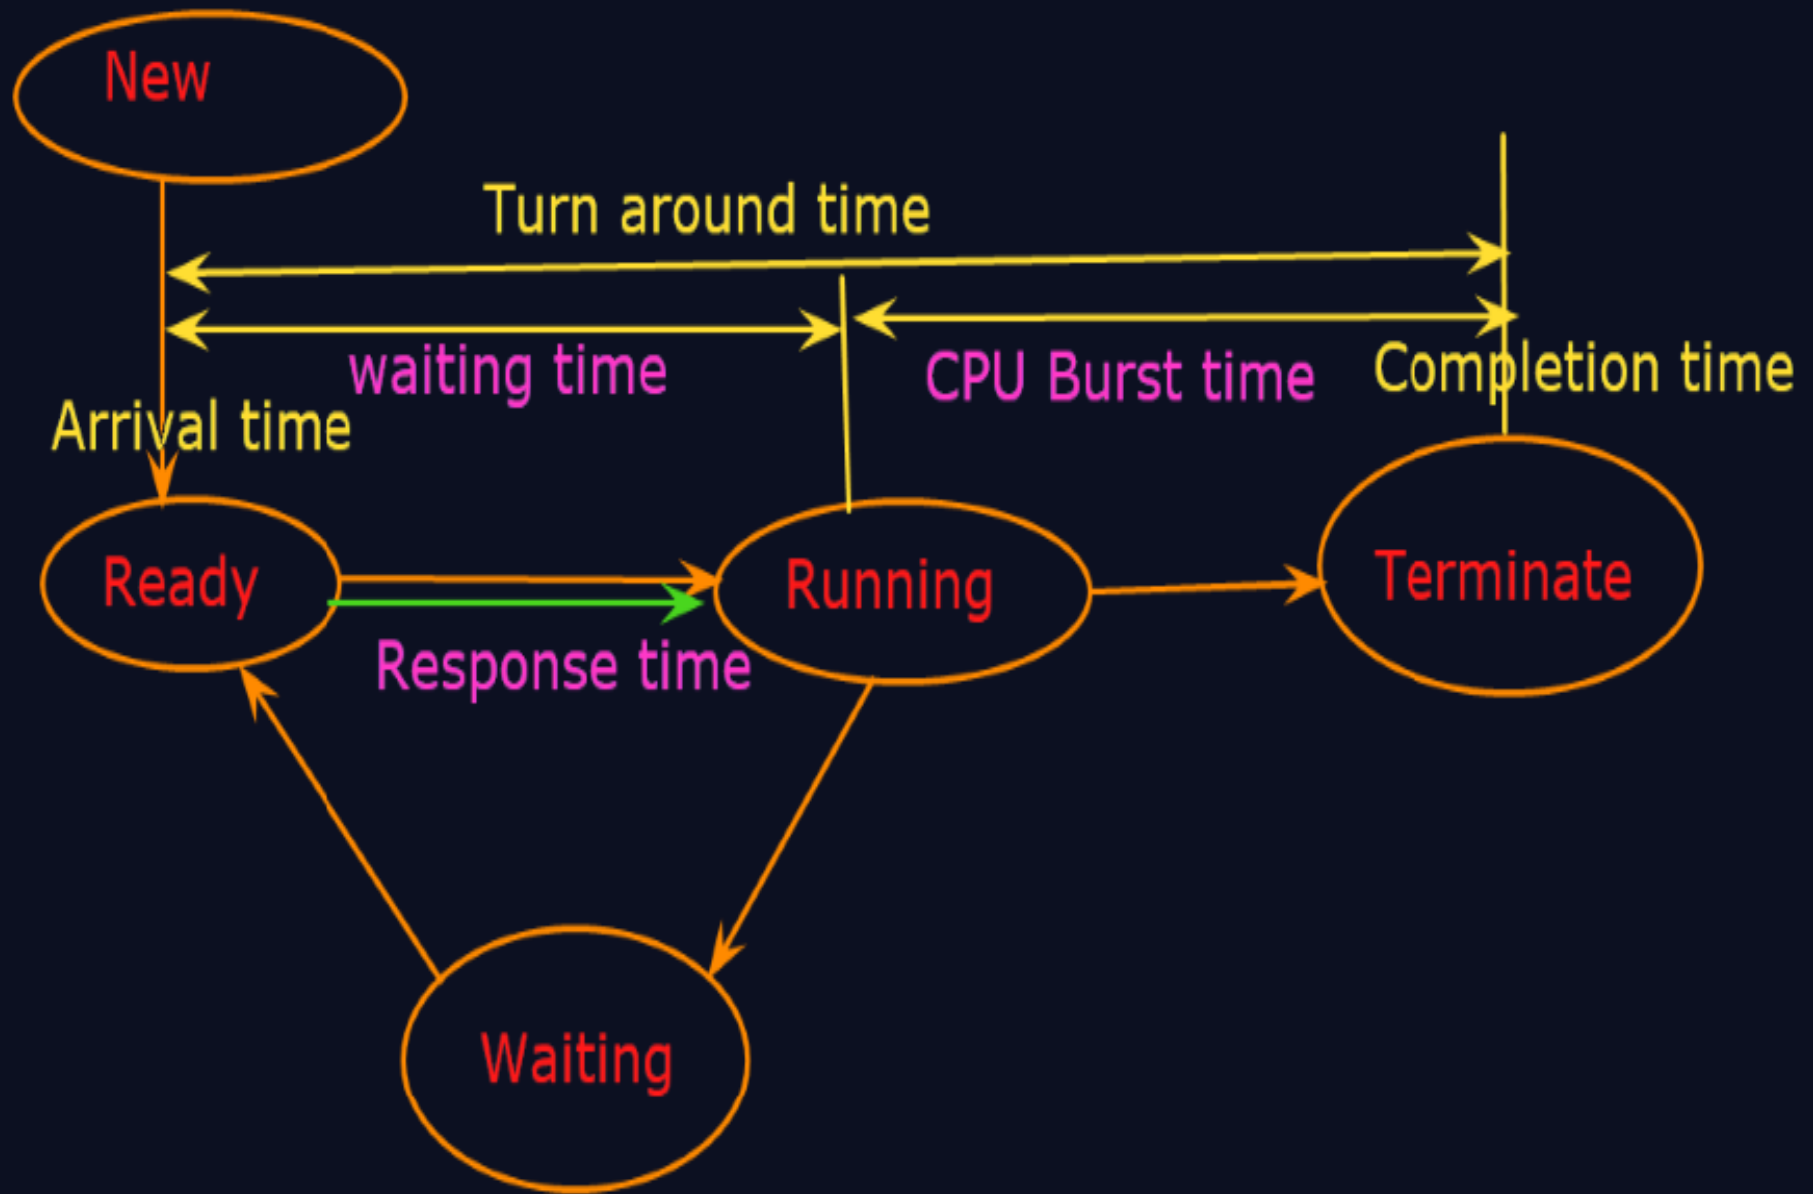 New
Turn around time
waiting time
CPU Burst time
Completion time
Arrival time
Ready
Running
Terminate
Response time
Waiting